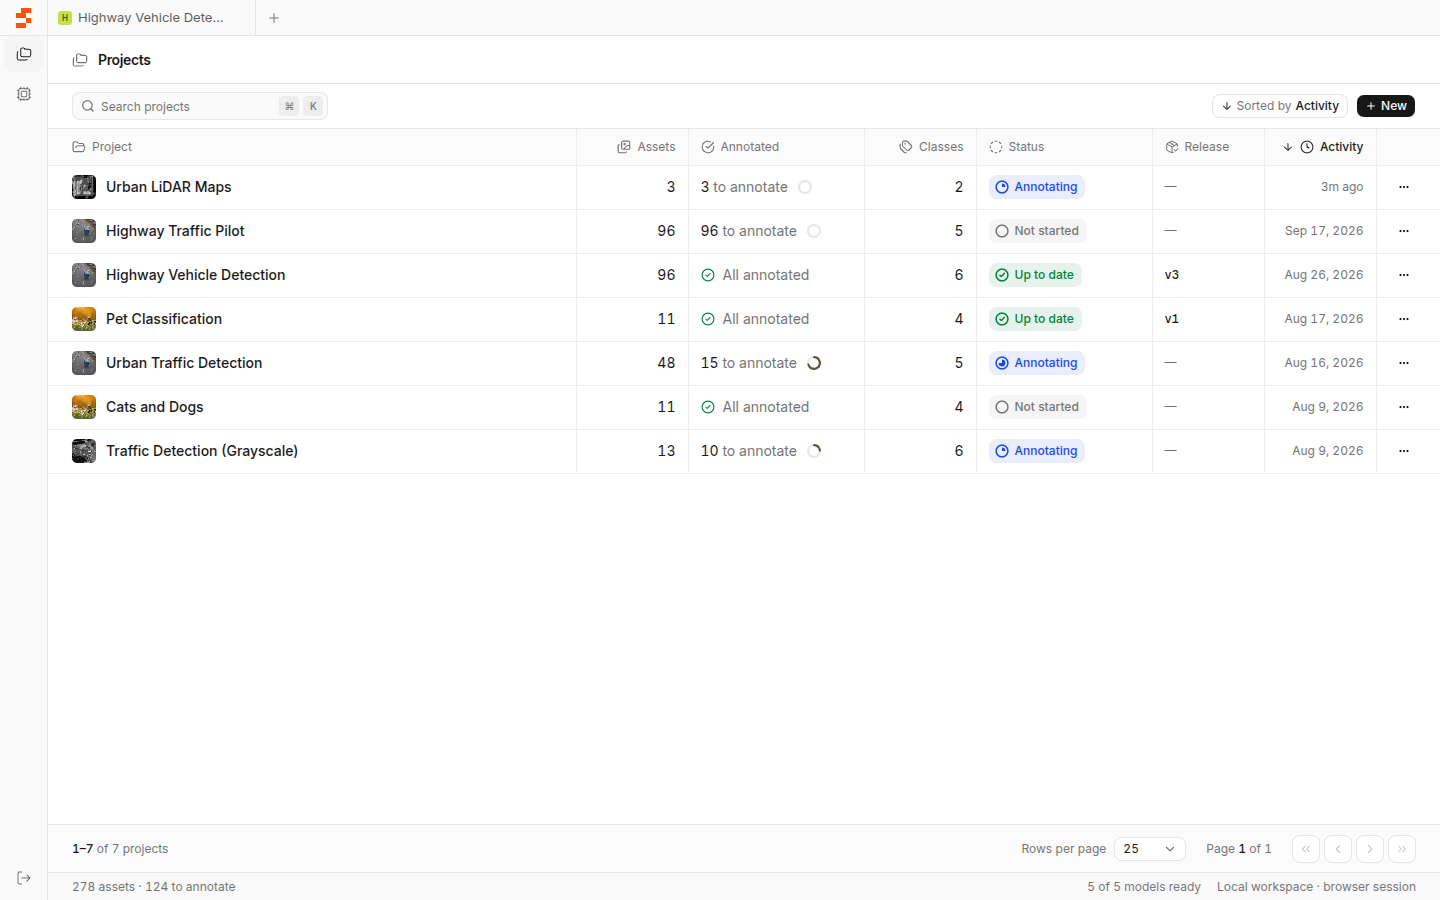 H Highway Vehicle Dete...
Projects
Search projects ⌘ K
Sorted by Activity
New
Project Assets Annotated Classes Status Release Activity
Urban LiDAR Maps 3 3 to annotate 2 Annotating — 3m ago
Highway Traffic Pilot 96 96 to annotate 5 Not started — Sep 17, 2026
Highway Vehicle Detection 96 All annotated 6 Up to date v3 Aug 26, 2026
Pet Classification 11 All annotated 4 Up to date v1 Aug 17, 2026
Urban Traffic Detection 48 15 to annotate 5 Annotating — Aug 16, 2026
Cats and Dogs 11 All annotated 4 Not started — Aug 9, 2026
Traffic Detection (Grayscale) 13 10 to annotate 6 Annotating — Aug 9, 2026
1–7 of 7 projects Rows per page 25 Page 1 of 1
278 assets · 124 to annotate 5 of 5 models ready Local workspace · browser session